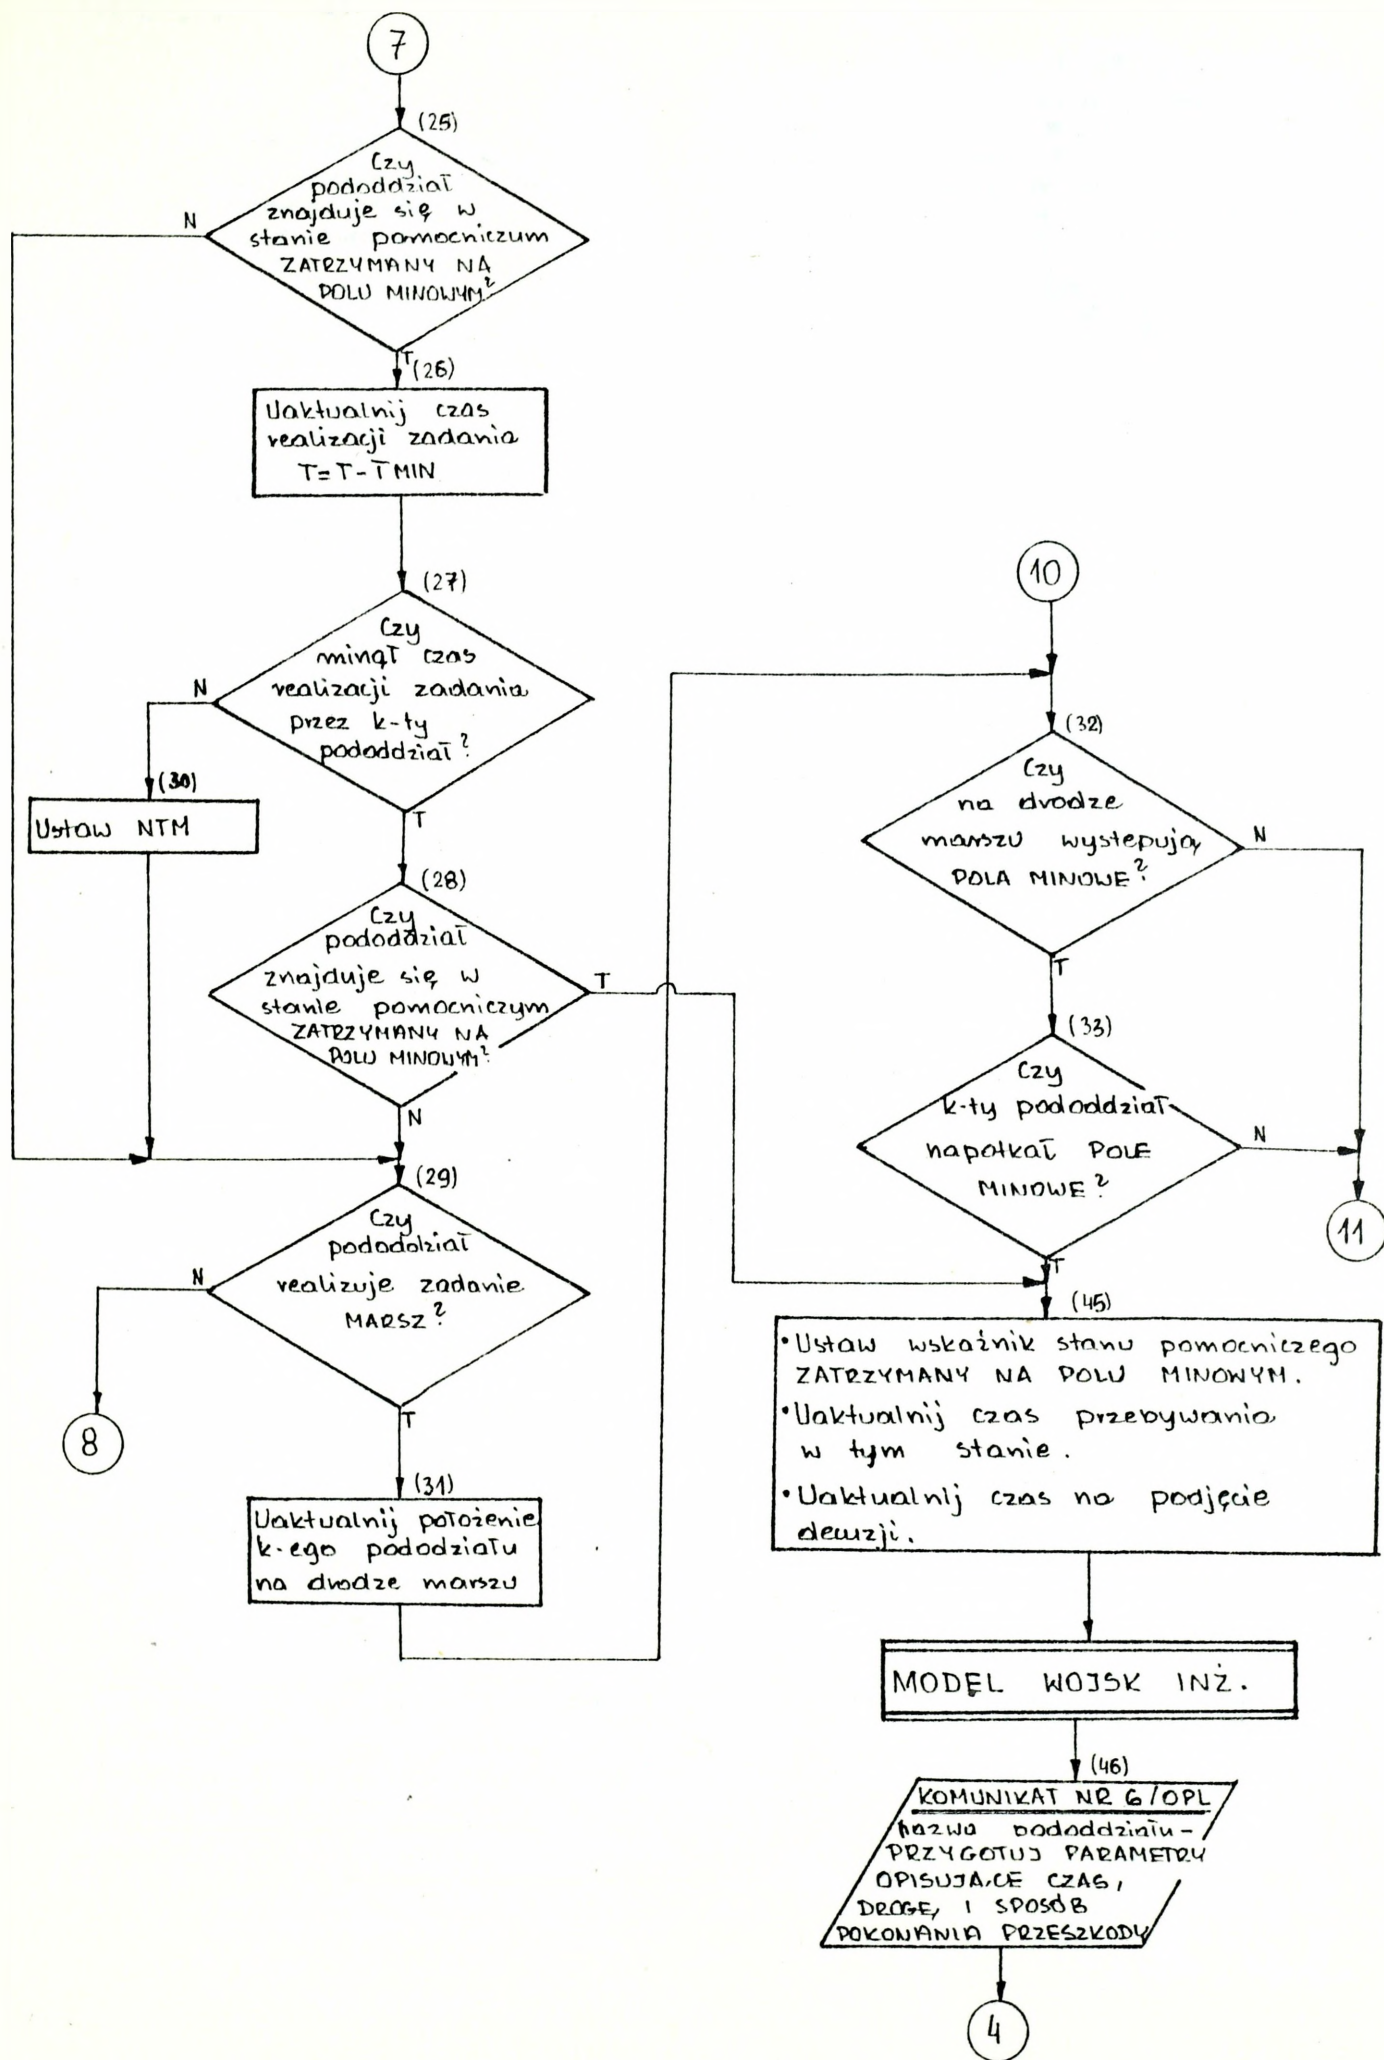 7
(25)
Czy
pododdział
znajduje się w
stanie pomocniczum
ZATRZYMANY NA
POLU MINOWYM?
N
T
(26)
Uaktualnij czas
realizacji zadania
T=T-TMIN
(27)
Czy
minął czas
realizacji zadania
przez k-ty
pododdział?
N
T
(30)
Ustaw NTM
(28)
Czy
pododdział
znajduje się w
stanie pomocniczym
ZATRZYMANY NA
POLU MINOWYM?
T
N
(29)
Czy
pododdział
realizuje zadanie
MARSZ?
N
T
8
(31)
Uaktualnij położenie
k-ego pododziału
na drodze marszu
10
(32)
Czy
na drodze
marszu występują
POLA MINOWE?
N
T
(33)
Czy
k-ty pododdział
napotkał POLE
MINOWE?
N
T
11
(45)
•Ustaw wskaźnik stanu pomocniczego
ZATRZYMANY NA POLU MINOWYM.
•Uaktualnij czas przebywania
w tym stanie.
•Uaktualnij czas na podjęcie
decyzji.
MODEL WOJSK INŻ.
(46)
KOMUNIKAT NR 6/OPL
nazwa pododdziału-
PRZYGOTUJ PARAMETRY
OPISUJĄCE CZAS,
DROGĘ, I SPOSÓB
POKONANIA PRZESZKODY
4